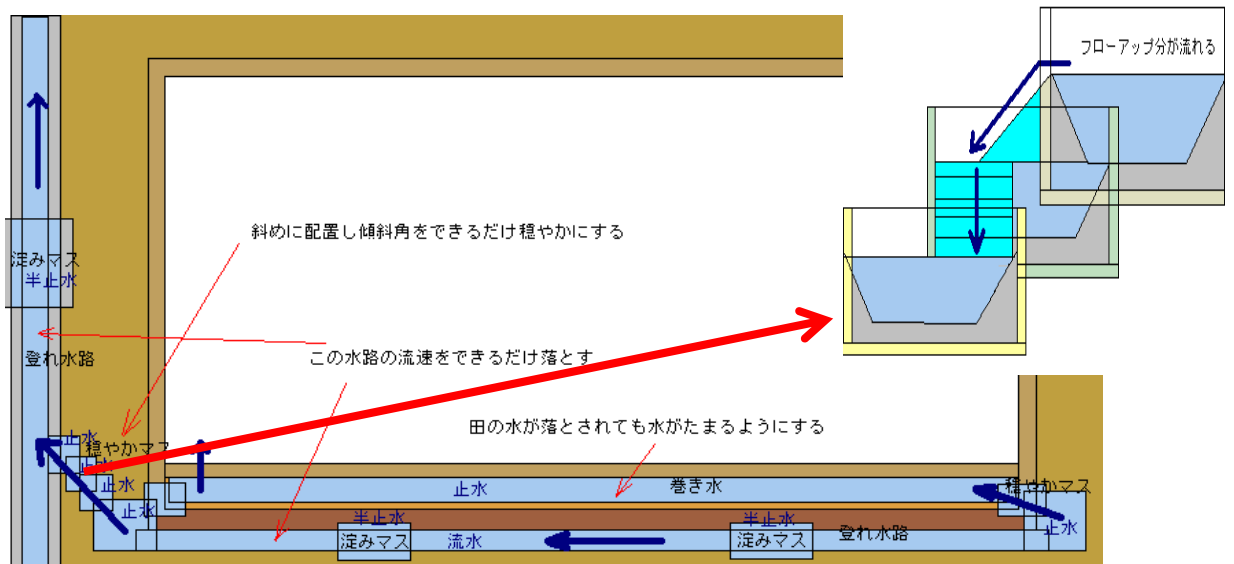 フローアップ分が流れる
斜めに配置し傾斜角をできるだけ穏やかにする
淀みマス
半止水
登れ水路
この水路の流速をできるだけ落とす
田の水が落とされても水がたまるようにする
止水
穏やかマス
止水
止水
止水
止水
巻き水
穏やかマス
半止水
半止水
止水
淀みマス
流水
淀みマス
登れ水路